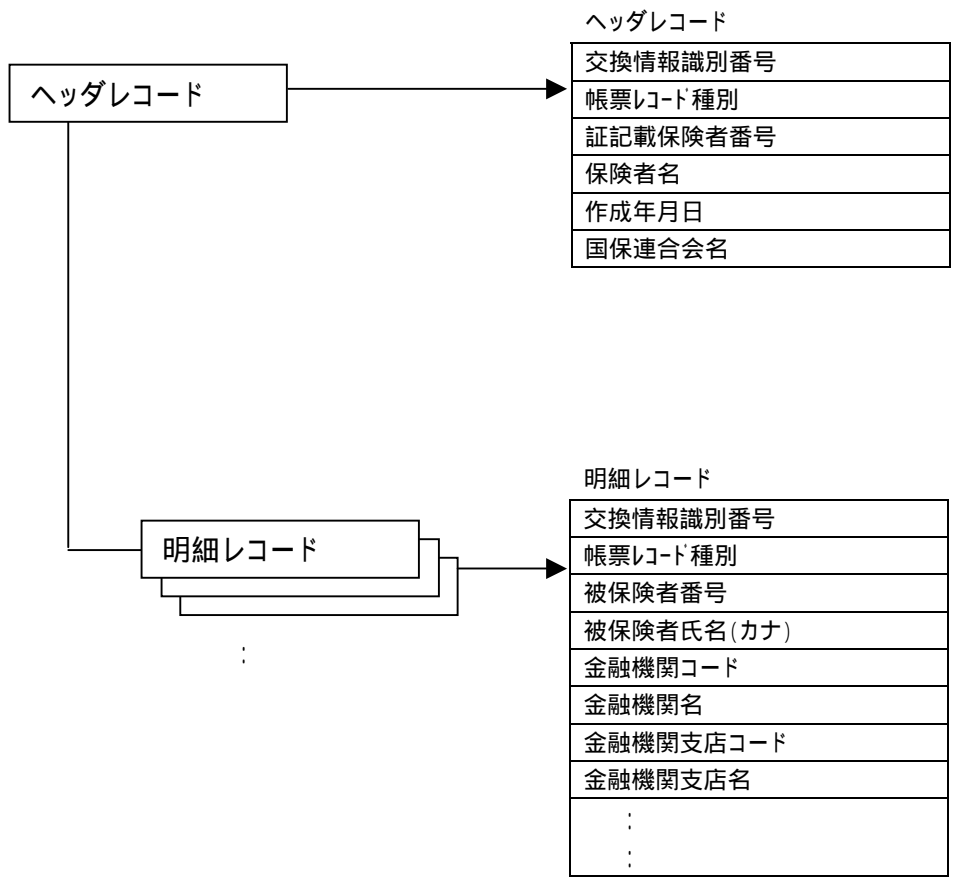 ヘッダレコード
ヘッダレコード
交換情報識別番号
帳票ﾚｺｰﾄﾞ種別
証記載保険者番号
保険者名
作成年月日
国保連合会名
明細レコード
:
明細レコード
交換情報識別番号
帳票ﾚｺｰﾄﾞ種別
被保険者番号
被保険者氏名(カナ)
金融機関コード
金融機関名
金融機関支店コード
金融機関支店名
:
: